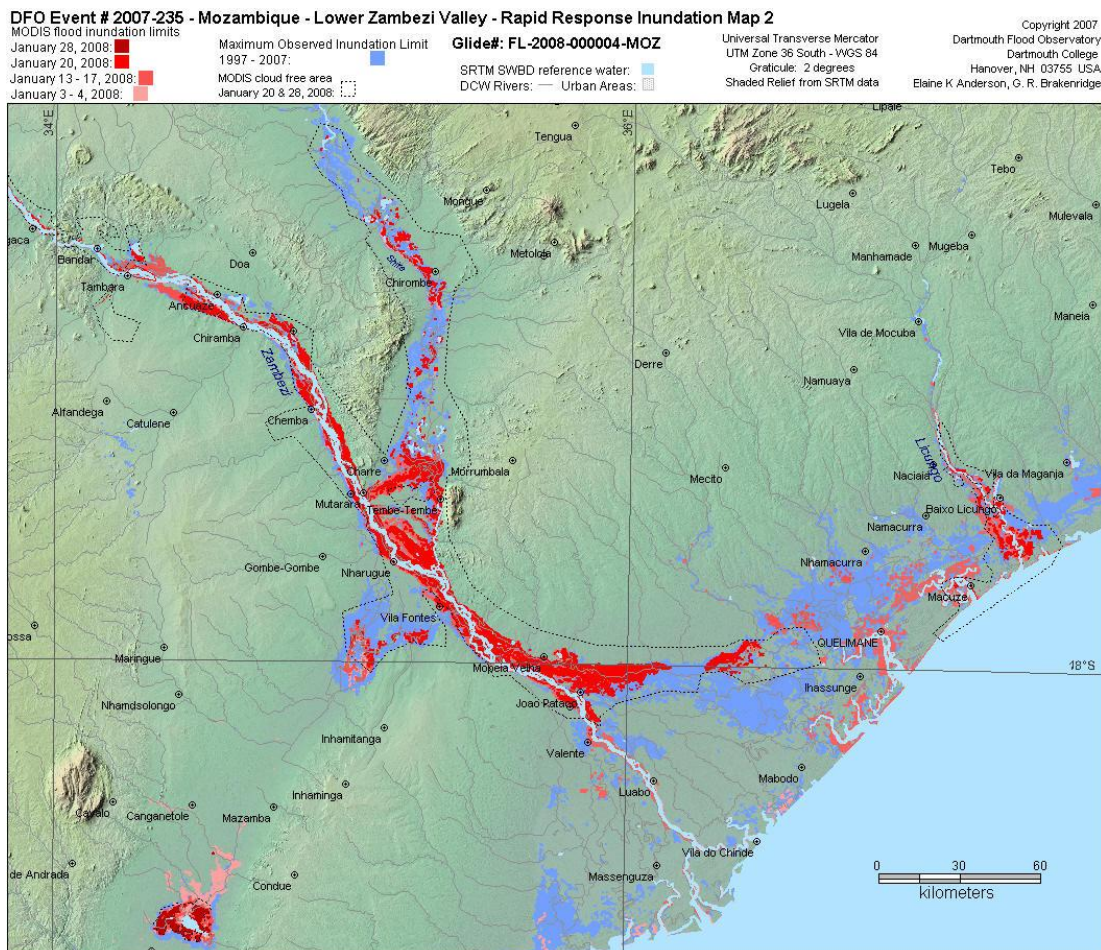 DFO Event # 2007-235 - Mozambique - Lower Zambezi Valley - Rapid Response Inundation Map 2
MODIS flood inundation limits
January 28, 2008:
January 20, 2008:
January 13 - 17, 2008:
January 3 - 4, 2008:
Maximum Observed Inundation Limit
1997 - 2007:
MODIS cloud free area
January 20 & 28, 2008:
Glide#: FL-2008-000004-MOZ
SRTM SWBD reference water:
DCW Rivers: Urban Areas:
Universal Transverse Mercator
UTM Zone 36 South - WGS 84
Graticule: 2 degrees
Shaded Relief from SRTM data
Copyright 2007
Dartmouth Flood Observatory
Dartmouth College
Hanover, NH 03755 USA
Elaine K Anderson, G. R. Brakenridge
34°E
36°E
Lipale
Tengua
Tebo
Mongue
Lugela
Mulevala
gaca
Mugeba
Metolola
Manhamade
Bandar
Doa
Shire
Tambara
Chirombe
Ancuaze
Maneia
Chiramba
Vila de Mocuba
Zambezi
Derre
Namuaya
Alfandega
Catulene
Chemba
Licungo
Charre
Morrumbala
Mecito
Naciaia
Vila da Maganja
Mutarara
Tembe-Tembe
Baixo Licungo
Namacurra
Gombe-Gombe
Nharugue
Nhamacurra
Macuze
Vila Fontes
ossa
Maringue
QUELIMANE
Mopeia Velha
18°S
Ihassunge
Nhamdsolongo
Joao Patago
Inhamitanga
Valente
Mabodo
Inhaminga
Luabo
Cavalo
Canganetole
Mazamba
Vila do Chinde
de Andrada
Condue
Massenguza
0 30 60
kilometers